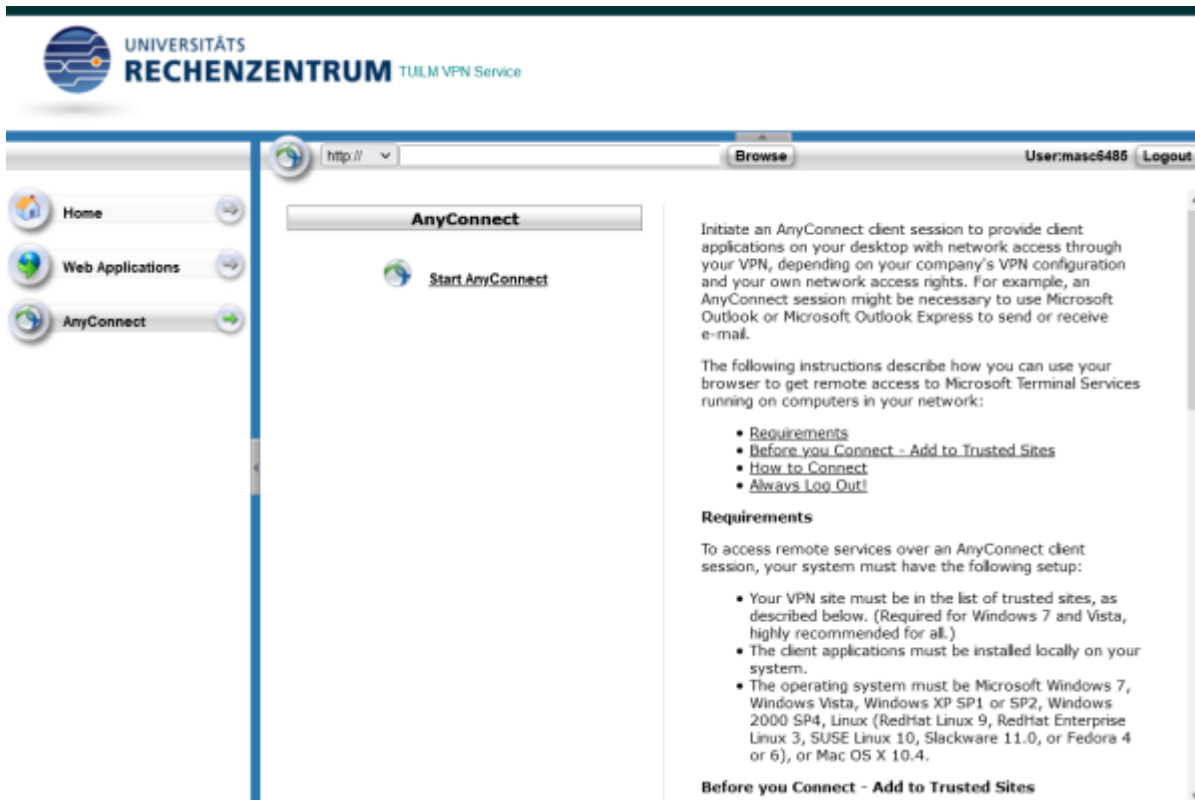 UNIVERSITÄTS
RECHENZENTRUM TUILM VPN Service
http://
Browse
User:masc6485
Logout
Home
Web Applications
AnyConnect
AnyConnect
Start AnyConnect
Initiate an AnyConnect client session to provide client
applications on your desktop with network access through
your VPN, depending on your company's VPN configuration
and your own network access rights. For example, an
AnyConnect session might be necessary to use Microsoft
Outlook or Microsoft Outlook Express to send or receive
e-mail.
The following instructions describe how you can use your
browser to get remote access to Microsoft Terminal Services
running on computers in your network:
• Requirements
• Before you Connect - Add to Trusted Sites
• How to Connect
• Always Log Out!
Requirements
To access remote services over an AnyConnect client
session, your system must have the following setup:
• Your VPN site must be in the list of trusted sites, as
described below. (Required for Windows 7 and Vista,
highly recommended for all.)
• The client applications must be installed locally on your
system.
• The operating system must be Microsoft Windows 7,
Windows Vista, Windows XP SP1 or SP2, Windows
2000 SP4, Linux (RedHat Linux 9, RedHat Enterprise
Linux 3, SUSE Linux 10, Slackware 11.0, or Fedora 4
or 6), or Mac OS X 10.4.
Before you Connect - Add to Trusted Sites